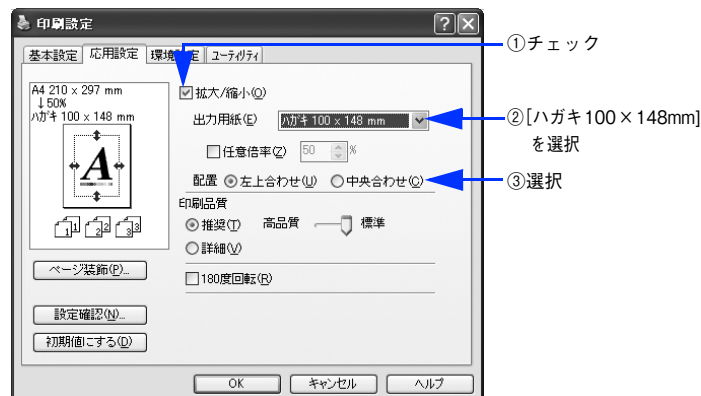 印刷設定
基本設定 応用設定 環境設定 ユーティリティ
①チェック
A4 210 x 297 mm
↓50%
ハガキ 100 x 148 mm
A
1 1 2 2 3 3
拡大/縮小(O)
出力用紙(E) ハガキ 100 x 148 mm
②[ハガキ100×148mm]
を選択
任意倍率(Z) 50 %
配置 左上合わせ(U) 中央合わせ(C)
③選択
印刷品質
推奨(T) 高品質 標準
詳細(V)
ページ装飾(P)...
180度回転(R)
設定確認(N)...
初期値にする(D)
OK キャンセル ヘルプ